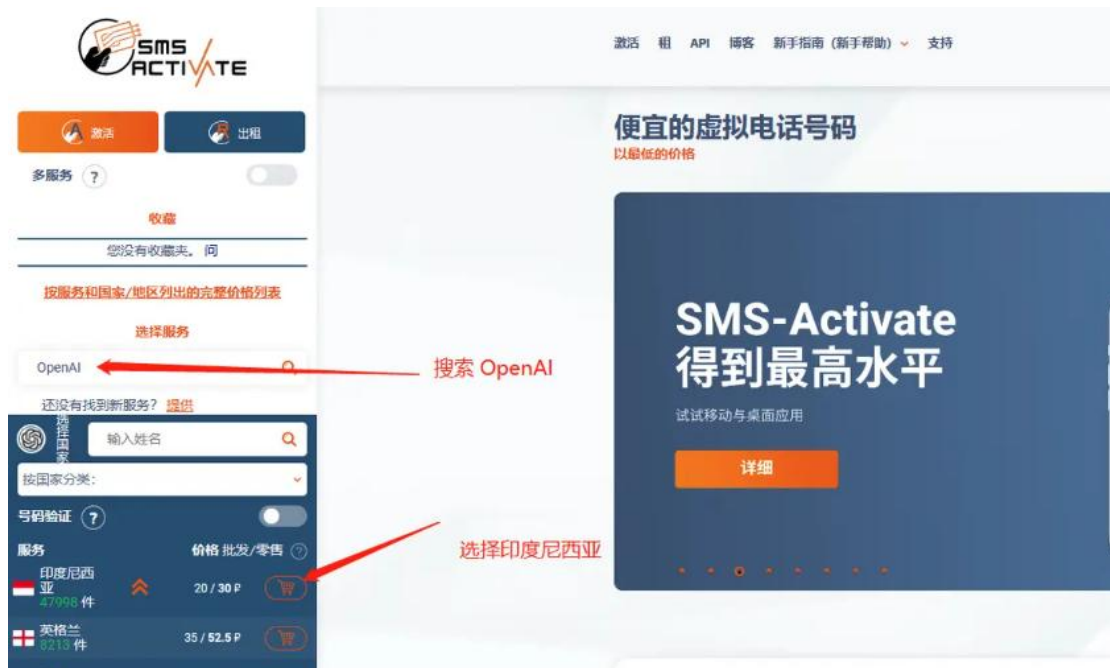 SMS
ACTIVATE
激活 租 API 博客 新手指南 (新手帮助) 支持
激活
出租
多服务 ?
收藏
您没有收藏夹。 问
按服务和国家/地区列出的完整价格列表
选择服务
OpenAI
还没有找到新服务? 提供
选择国家
输入姓名
按国家分类:
号码验证 ?
服务 价格 批发/零售 ?
印度尼西亚
47998 件
20 / 30 ₽
英格兰
8213 件
35 / 52.5 ₽
便宜的虚拟电话号码
以最低的价格
SMS-Activate
得到最高水平
试试移动与桌面应用
详细
搜索 OpenAI
选择印度尼西亚